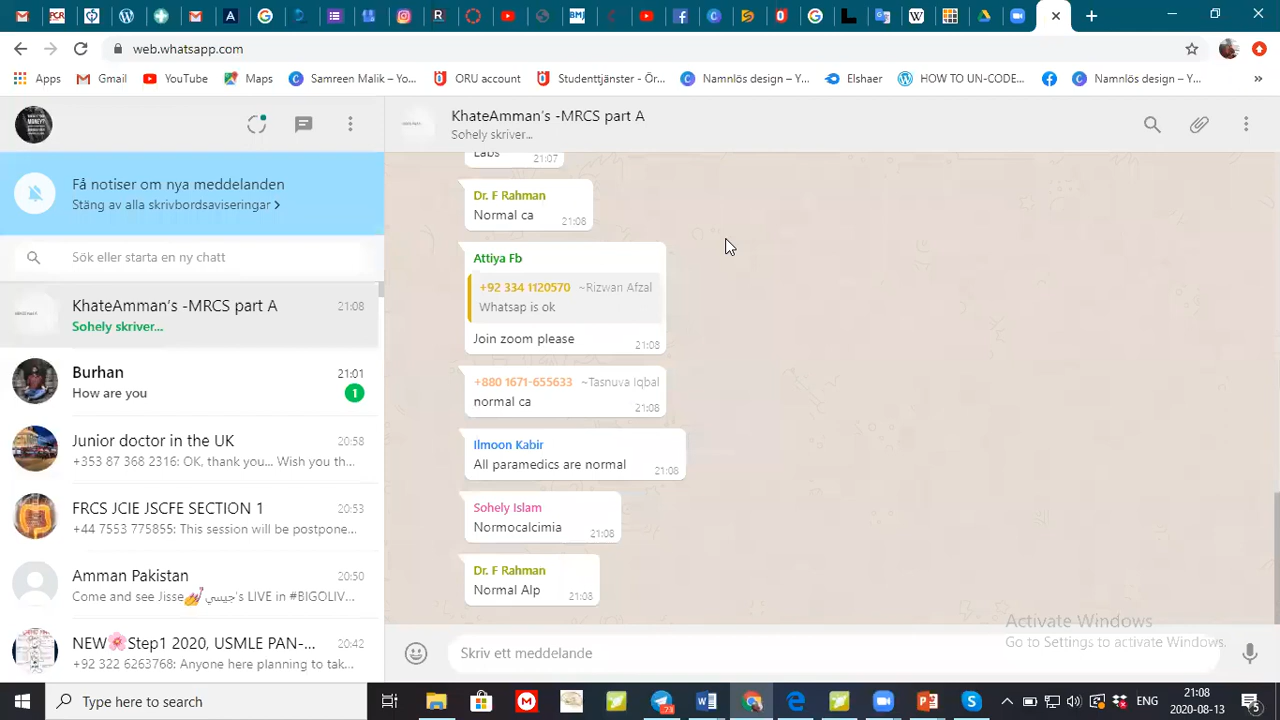 web.whatsapp.com
Apps
Gmail
YouTube
Maps
Samreen Malik – Yo...
ORU account
Studenttjänster - Ör...
Namnlös design – Y...
Elshaer
HOW TO UN-CODE...
Namnlös design – Y...
»
KhateAmman's -MRCS part A
Sohely skriver...
Få notiser om nya meddelanden
Stäng av alla skrivbordsaviseringar >
Sök eller starta en ny chatt
KhateAmman's -MRCS part A
21:08
Sohely skriver...
Burhan
21:01
How are you
1
Junior doctor in the UK
20:58
+353 87 368 2316: OK, thank you... Wish you th...
FRCS JCIE JSCFE SECTION 1
20:53
+44 7553 775855: This session will be postpone...
Amman Pakistan
20:50
Come and see Jisse💅جيسي's LIVE in #BIGOLIV...
NEW🌸Step1 2020, USMLE PAN-...
20:42
+92 322 6263768: Anyone here planning to tak...
Labs
21:07
Dr. F Rahman
Normal ca
21:08
Attiya Fb
+92 334 1120570 ~Rizwan Afzal
Whatsap is ok
Join zoom please
21:08
+880 1671-655633 ~Tasnuva Iqbal
normal ca
21:08
Ilmoon Kabir
All paramedics are normal
21:08
Sohely Islam
Normocalcimia
21:08
Dr. F Rahman
Normal Alp
21:08
Skriv ett meddelande
Activate Windows
Go to Settings to activate Windows.
Type here to search
ENG
21:08
2020-08-13
5